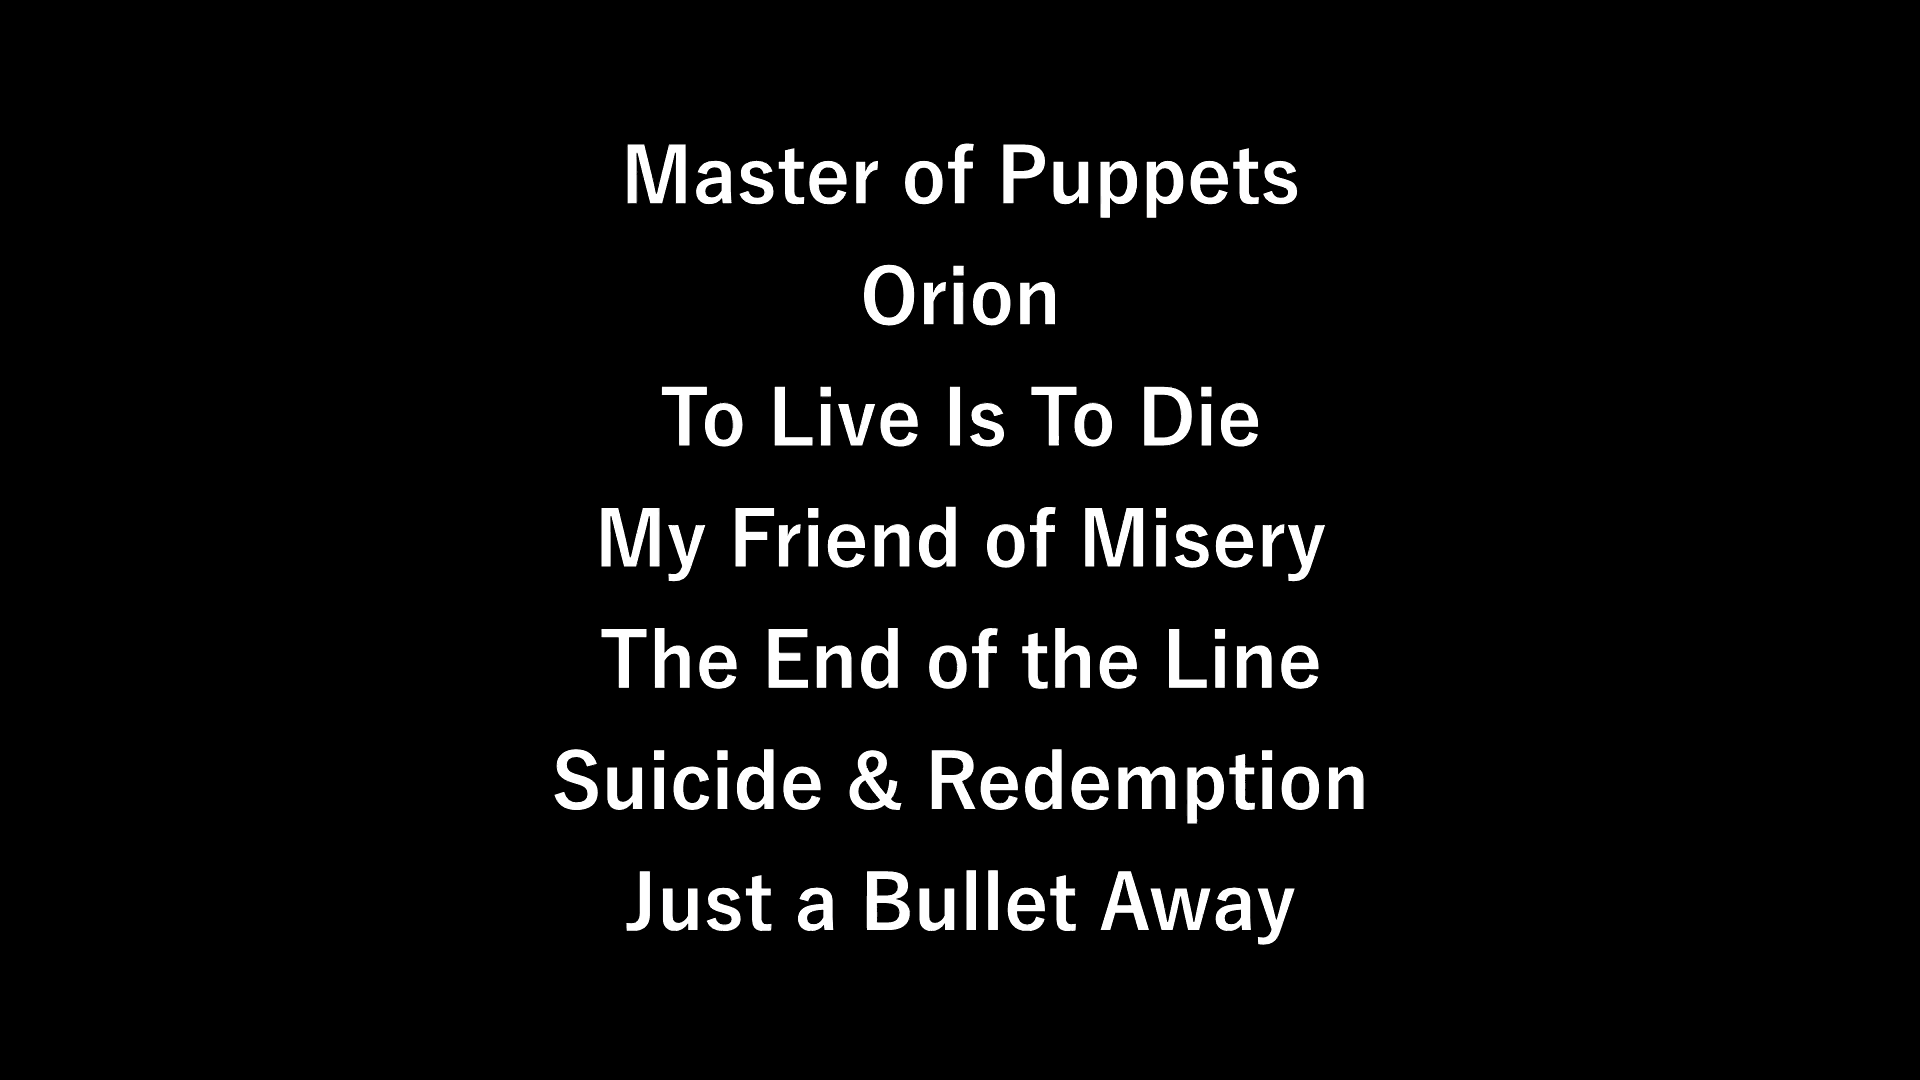 Master of Puppets
Orion
To Live Is To Die
My Friend of Misery
The End of the Line
Suicide & Redemption
Just a Bullet Away